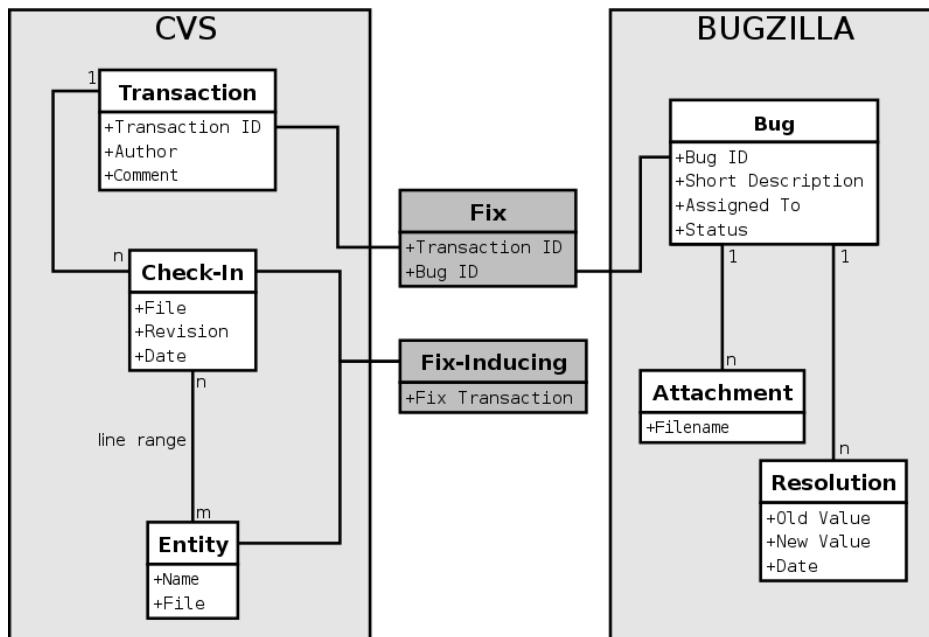 CVS
1
Transaction
+Transaction ID
+Author
+Comment
n
Check-In
+File
+Revision
+Date
n
line range
m
Entity
+Name
+File
Fix
+Transaction ID
+Bug ID
Fix-Inducing
+Fix Transaction
BUGZILLA
Bug
+Bug ID
+Short Description
+Assigned To
+Status
1
1
n
Attachment
+Filename
n
Resolution
+Old Value
+New Value
+Date